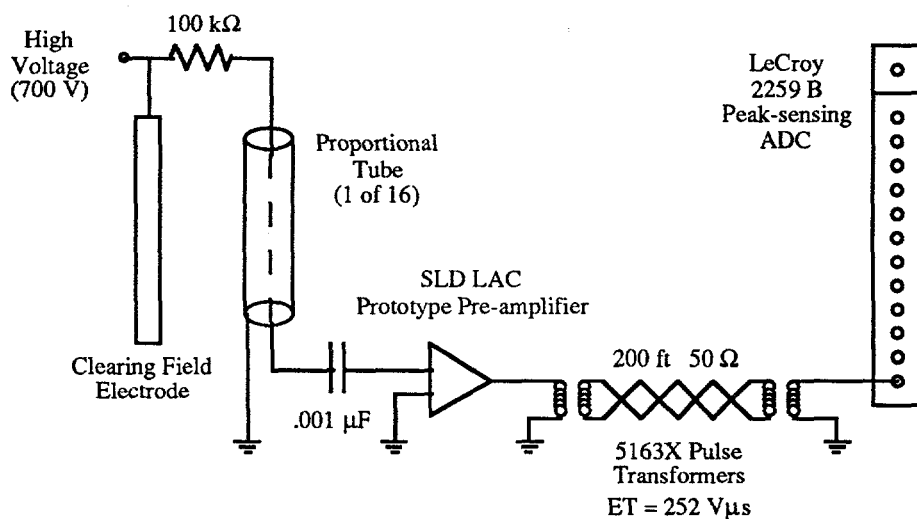 100 kΩ
High
Voltage
(700 V)
LeCroy
2259 B
Peak-sensing
ADC
Proportional
Tube
(1 of 16)
SLD LAC
Prototype Pre-amplifier
Clearing Field
Electrode
.001 µF
200 ft 50 Ω
5163X Pulse
Transformers
ET = 252 Vµs